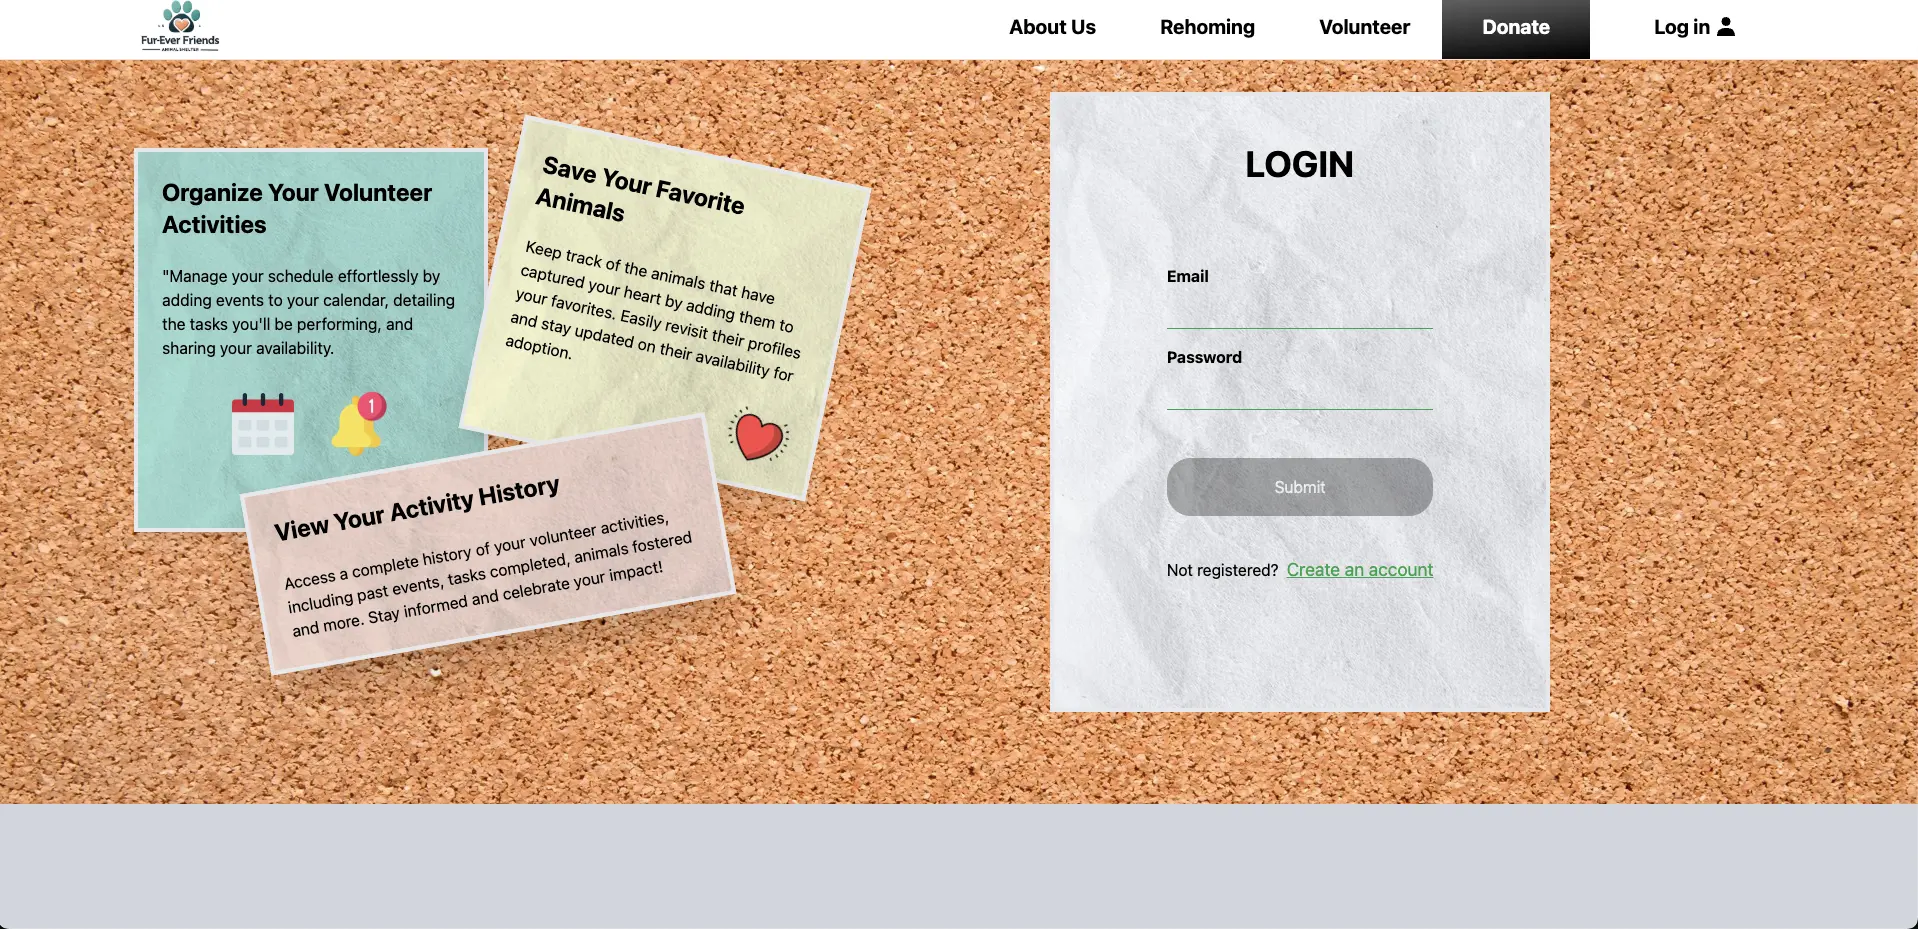 Fur-Ever Friends
ANIMAL SHELTER
About Us
Rehoming
Volunteer
Donate
Log in
Organize Your Volunteer
Activities
"Manage your schedule effortlessly by
adding events to your calendar, detailing
the tasks you'll be performing, and
sharing your availability.
1
Save Your Favorite
Animals
Keep track of the animals that have
captured your heart by adding them to
your favorites. Easily revisit their profiles
and stay updated on their availability for
adoption.
View Your Activity History
Access a complete history of your volunteer activities,
including past events, tasks completed, animals fostered
and more. Stay informed and celebrate your impact!
LOGIN
Email
Password
Submit
Not registered? Create an account